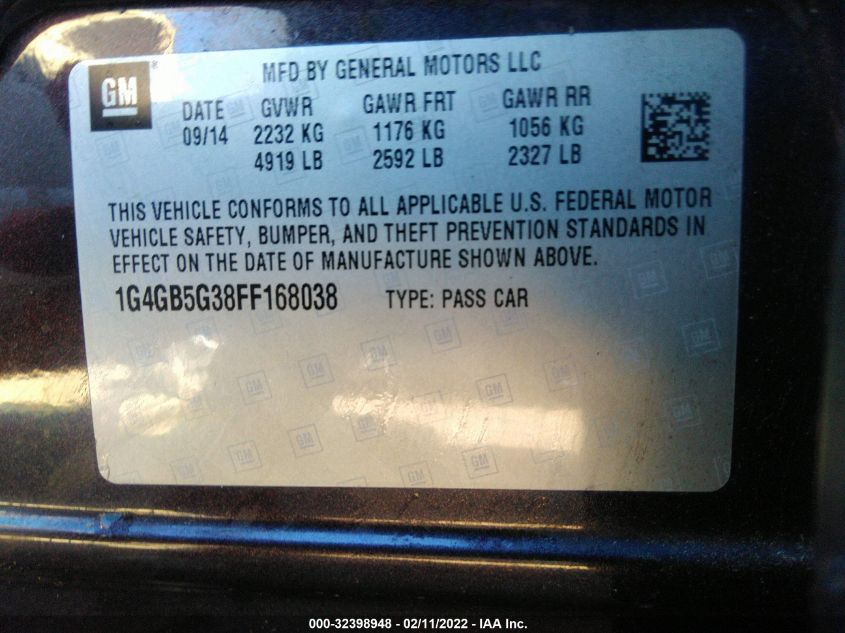 GM ® MFD BY GENERAL MOTORS LLC
DATE GVWR GAWR FRT GAWR RR
09/14 2232 KG 1176 KG 1056 KG
4919 LB 2592 LB 2327 LB
THIS VEHICLE CONFORMS TO ALL APPLICABLE U.S. FEDERAL MOTOR
VEHICLE SAFETY, BUMPER, AND THEFT PREVENTION STANDARDS IN
EFFECT ON THE DATE OF MANUFACTURE SHOWN ABOVE.
1G4GB5G38FF168038 TYPE: PASS CAR
000-32398948 - 02/11/2022 - IAA Inc.